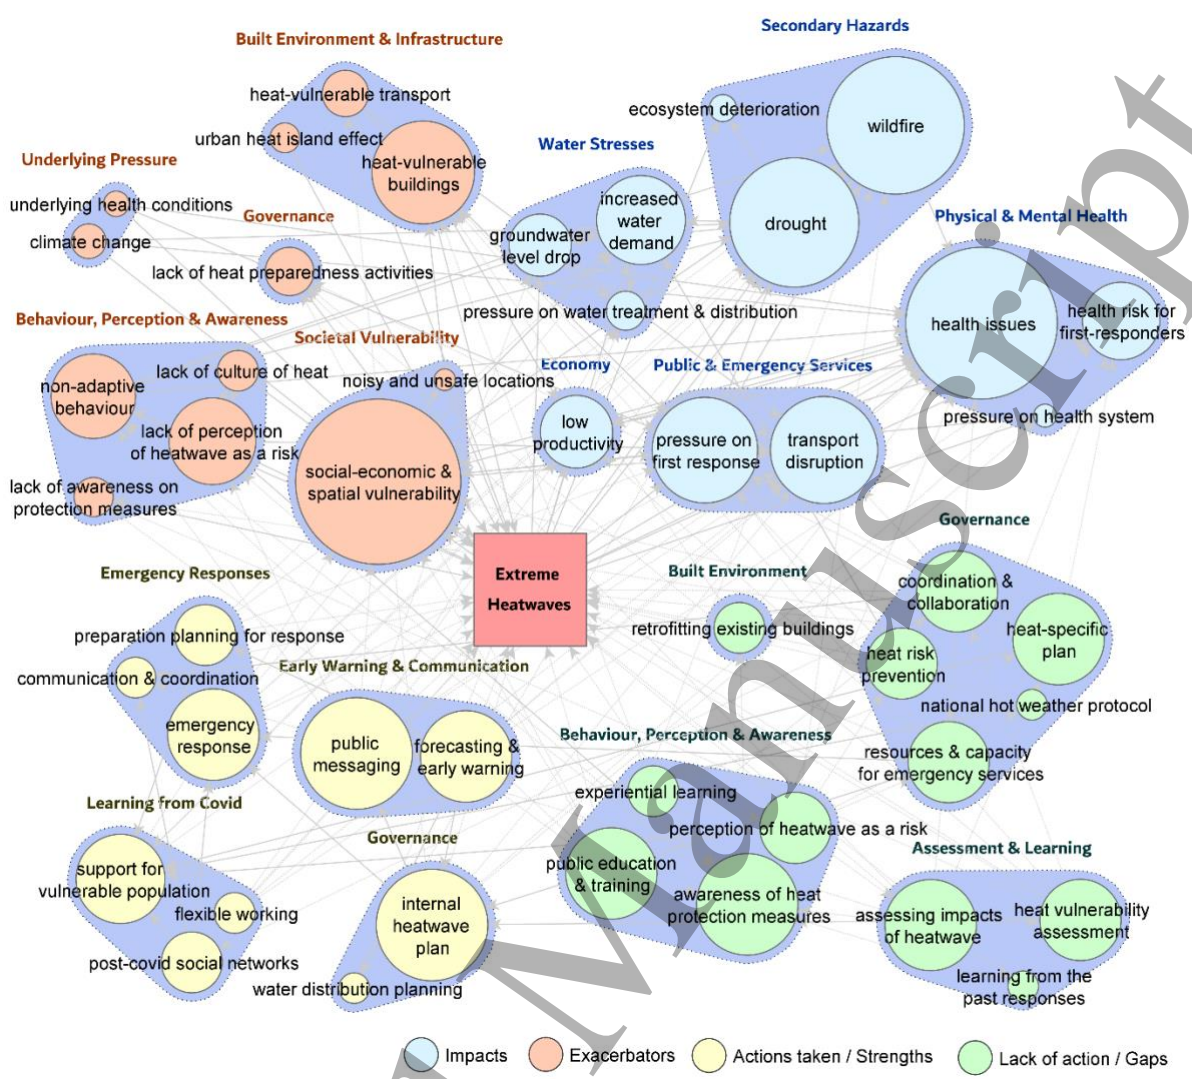 Secondary Hazards
Built Environment & Infrastructure
heat-vulnerable transport
ecosystem deterioration
wildfire
urban heat island effect
Water Stresses
heat-vulnerable
buildings
Underlying Pressure
underlying health conditions
increased
water
demand
drought
Governance
Physical & Mental Health
climate change
groundwater
level drop
lack of heat preparedness activities
pressure on water treatment & distribution
health issues
health risk for
first-responders
Behaviour, Perception & Awareness
Societal Vulnerability
lack of culture of heat
noisy and unsafe locations
Economy
Public & Emergency Services
non-adaptive
behaviour
low
productivity
pressure on health system
lack of perception
of heatwave as a risk
pressure on
first response
transport
disruption
social-economic &
spatial vulnerability
lack of awareness on
protection measures
Governance
Extreme
Heatwaves
Emergency Responses
Built Environment
coordination &
collaboration
preparation planning for response
retrofitting existing buildings
heat-specific
plan
heat risk
prevention
communication & coordination
Early Warning & Communication
national hot weather protocol
emergency
response
public
messaging
forecasting &
early warning
Behaviour, Perception & Awareness
resources & capacity
for emergency services
experiential learning
Learning from Covid
Governance
perception of heatwave as a risk
Assessment & Learning
support for
vulnerable population
public education
& training
flexible working
internal
heatwave
plan
awareness of heat
protection measures
assessing impacts
of heatwave
heat vulnerability
assessment
post-covid social networks
water distribution planning
learning from the
past responses
Impacts
Exacerbators
Actions taken / Strengths
Lack of action / Gaps
Manuscript